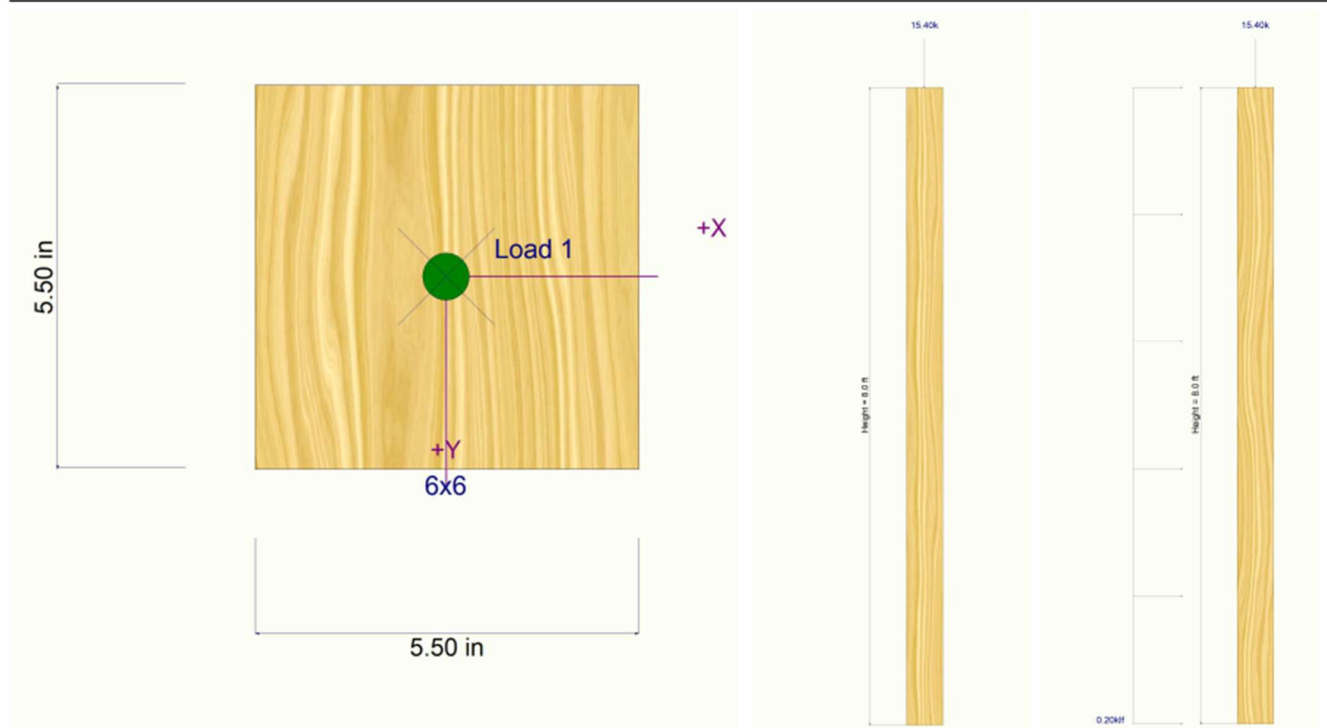 5.50 in
Load 1
+X
+Y
6x6
5.50 in
15.40k
Height = 8.0 ft
15.40k
Height = 8.0 ft
0.20klf